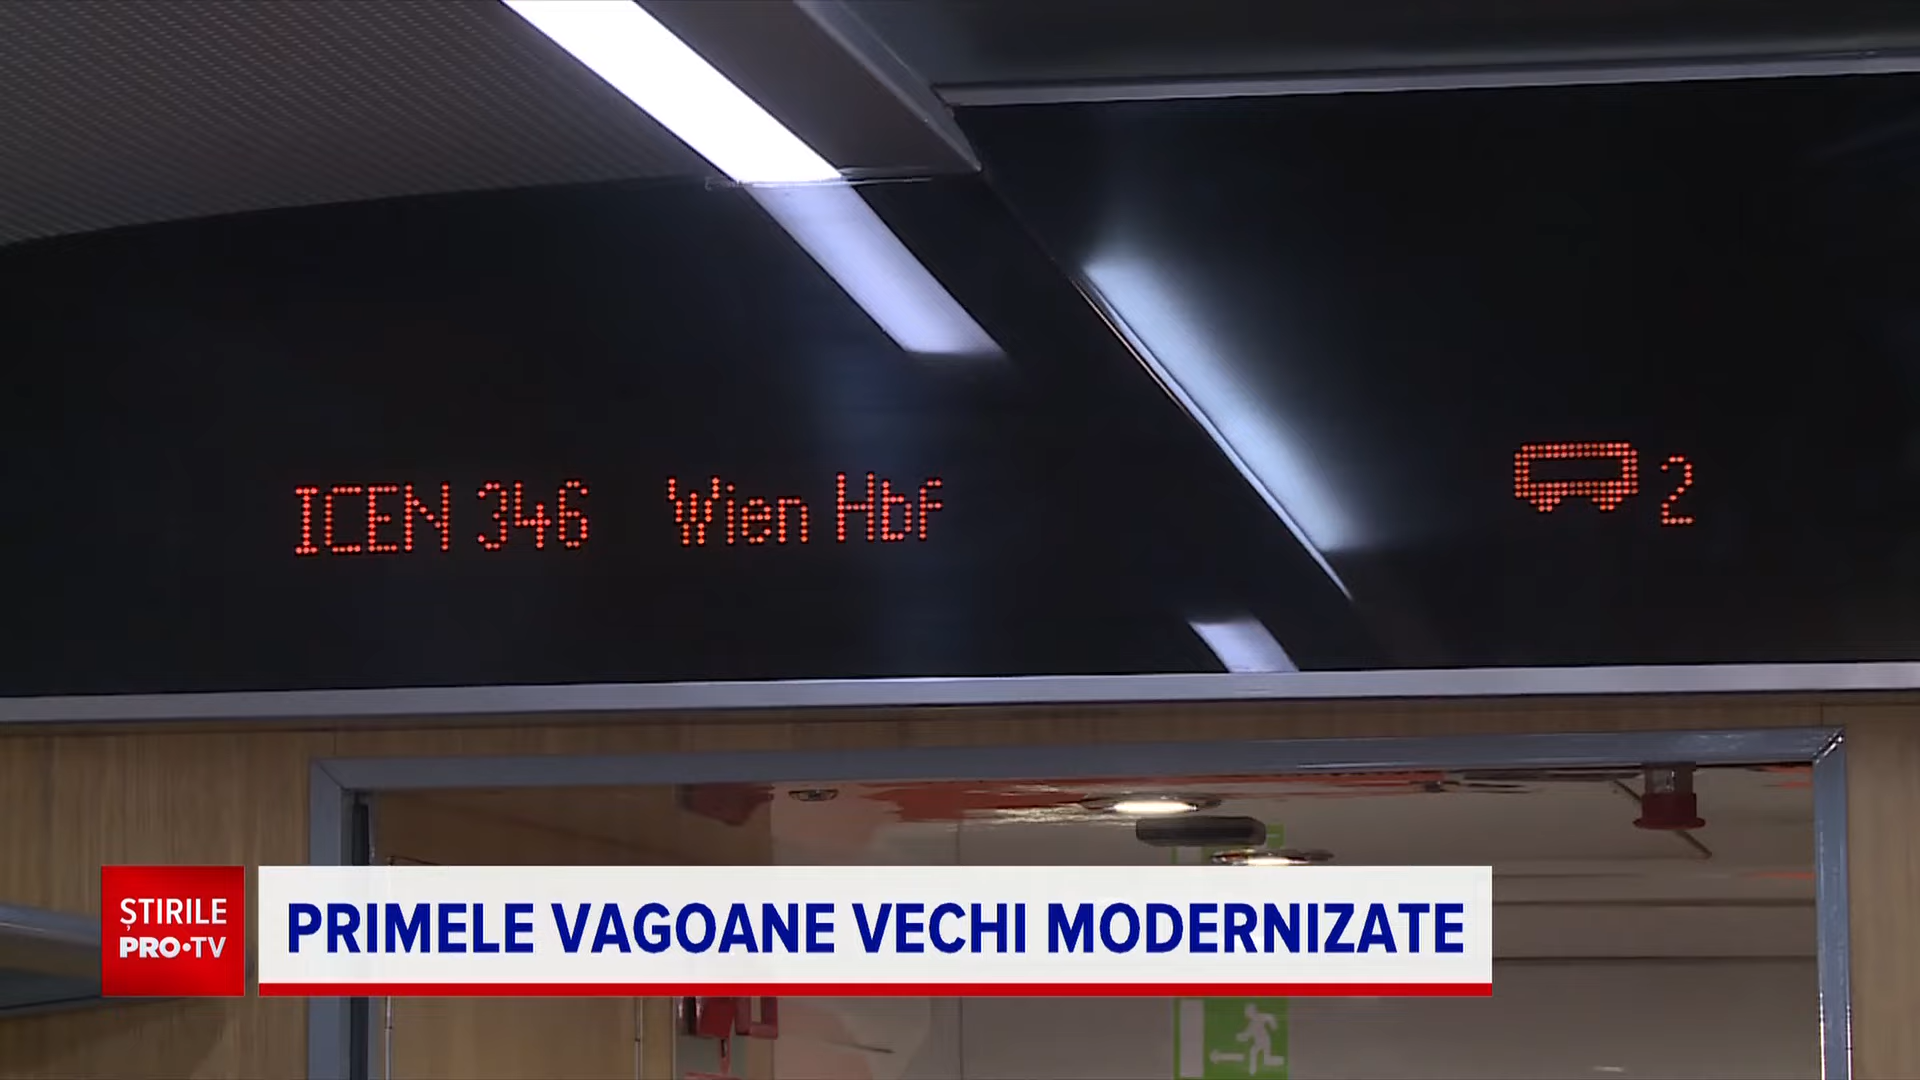 ICEN 346 Wien Hbf
2
ȘTIRILE
PRO•TV
PRIMELE VAGOANE VECHI MODERNIZATE